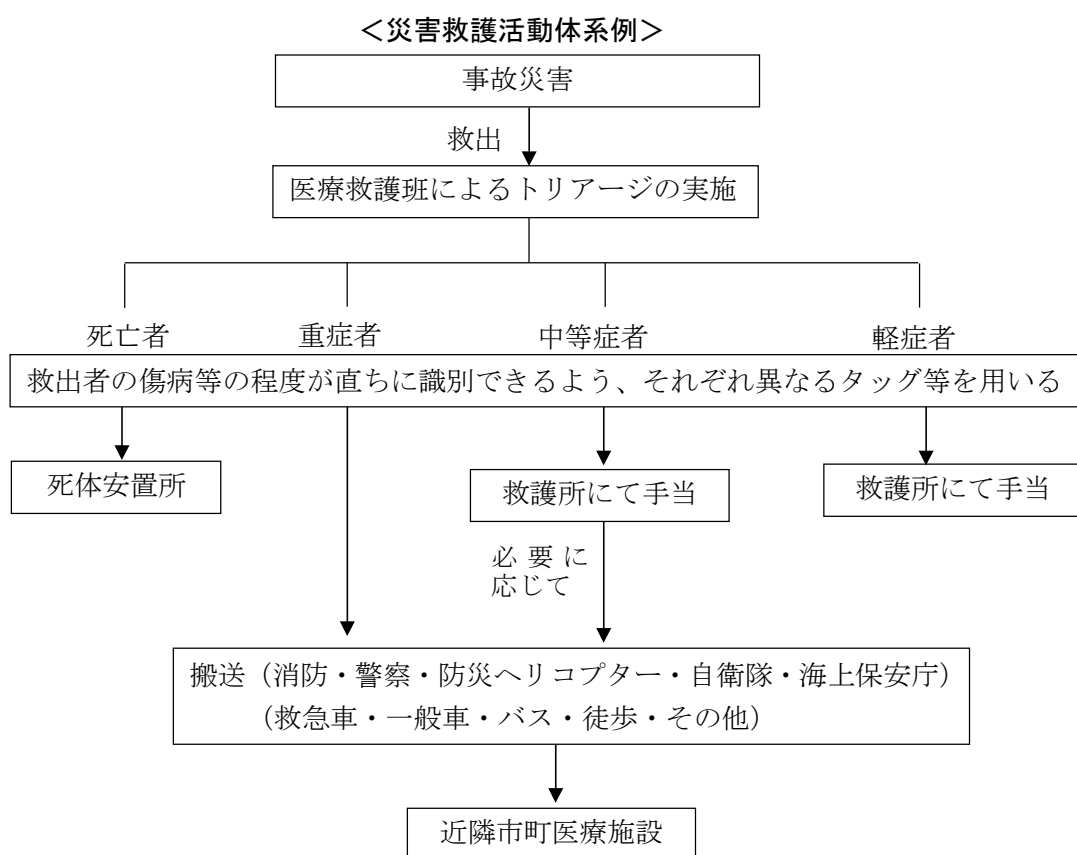 ＜災害救護活動体系例＞
事故災害
救出
医療救護班によるトリアージの実施
死亡者
重症者
中等症者
軽症者
救出者の傷病等の程度が直ちに識別できるよう、それぞれ異なるタッグ等を用いる
死体安置所
救護所にて手当
救護所にて手当
必要に
応じて
搬送（消防・警察・防災ヘリコプター・自衛隊・海上保安庁）
（救急車・一般車・バス・徒歩・その他）
近隣市町医療施設